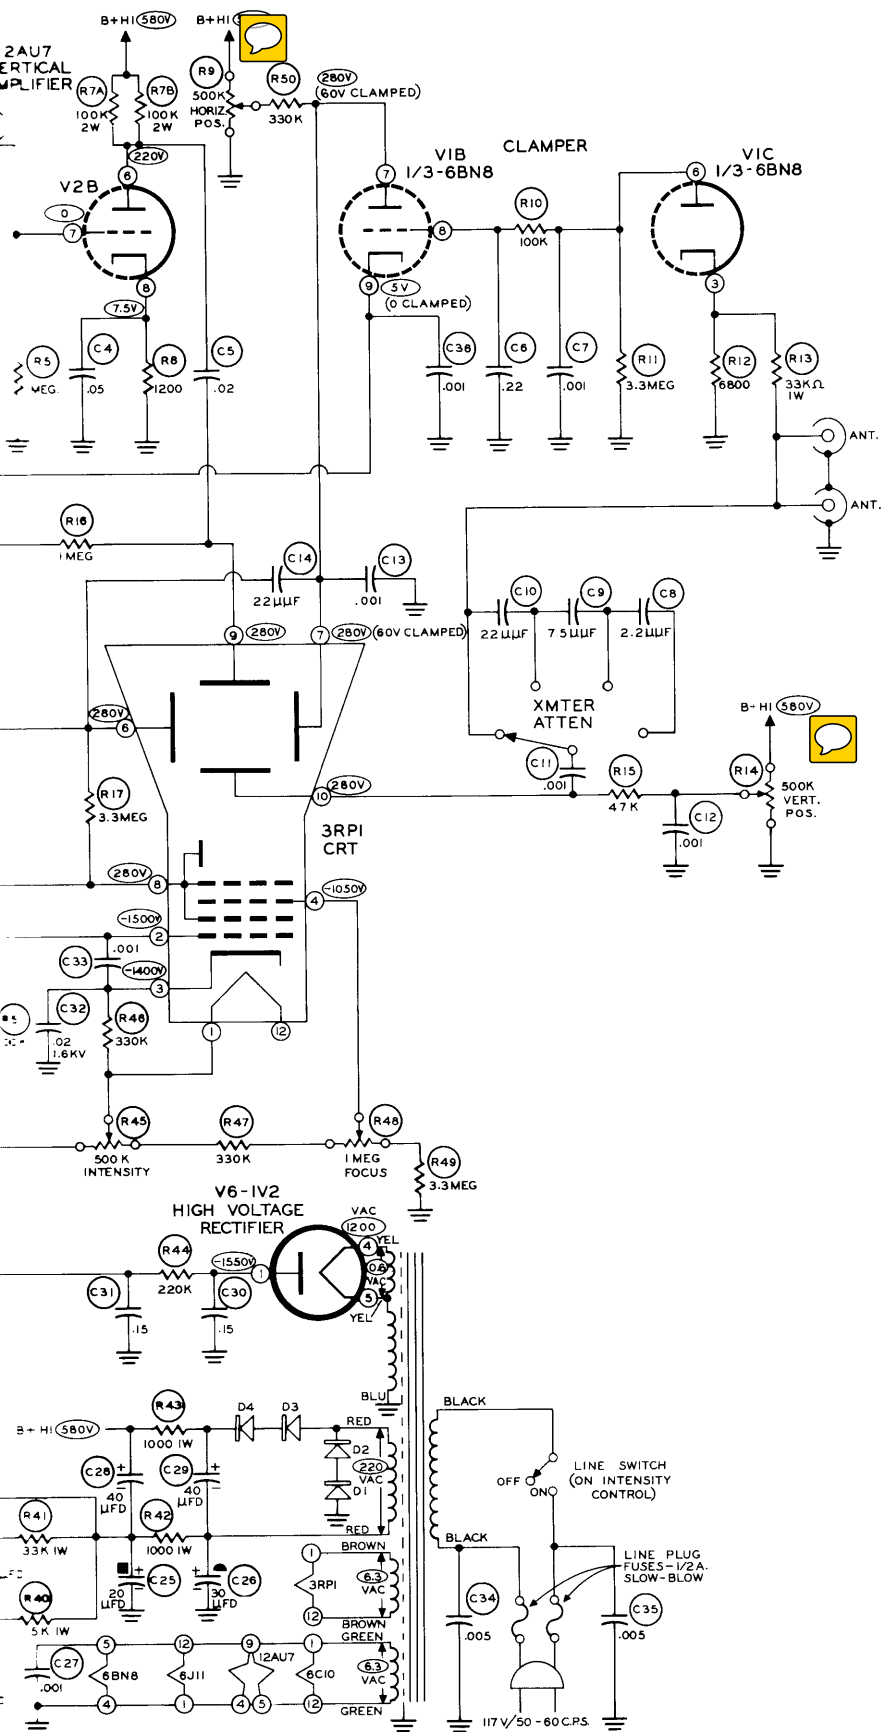 B+HI 580V
B+HI
2AU7
ERTICAL
MPLIFIER
R7A
100K
2W
R7B
100K
2W
R9
500K
HORIZ.
POS.
R50
330K
280V
(60V CLAMPED)
220V
6
V2B
0
7
8
7.5V
V1B
1/3-6BN8
CLAMPER
V1C
1/3-6BN8
7
8
9
5V
(0 CLAMPED)
R10
100K
6
3
R5
MEG.
C4
.05
R8
1200
C5
.02
C36
.001
C6
.22
C7
.001
R11
3.3MEG
R12
6800
R13
33KΩ
1W
ANT.
ANT.
R16
1 MEG
C14
22µµF
C13
.001
C10
22µµF
C9
7.5µµF
C8
2.2µµF
9
280V
7
280V
(60V CLAMPED)
XMTER
ATTEN
B-HI 580V
280V
6
C11
.001
R15
47K
R14
500K
VERT.
POS.
C12
.001
R17
3.3MEG
280V
10
3RP1
CRT
280V
8
-1050V
4
-1500V
2
.001
C33
-1400V
3
C32
.02
1.6KV
R46
330K
1
12
R45
500K
INTENSITY
R47
330K
R48
1 MEG
FOCUS
R49
3.3MEG
V6-1V2
HIGH VOLTAGE
RECTIFIER
VAC
1200
4
YEL
0.6
VAC
5
YEL
BLU
R44
220K
-1550V
1
C31
.15
C30
.15
B+HI 580V
R43
1000 1W
D4
D3
RED
D2
D1
220
VAC
RED
C28
40
µFD
C29
40
µFD
R41
33K 1W
R42
1000 1W
C25
20
µFD
C26
30
µFD
R40
5K 1W
BROWN
1
3RP1
12
6.3
VAC
BROWN
GREEN
C27
.001
5
6BN8
4
12
6J11
1
9
12AU7
4
5
1
6C10
12
6.3
VAC
GREEN
BLACK
OFF
ON
LINE SWITCH
(ON INTENSITY
CONTROL)
BLACK
LINE PLUG
FUSES-1/2A.
SLOW-BLOW
C34
.005
C35
.005
117V/50-60C.P.S.